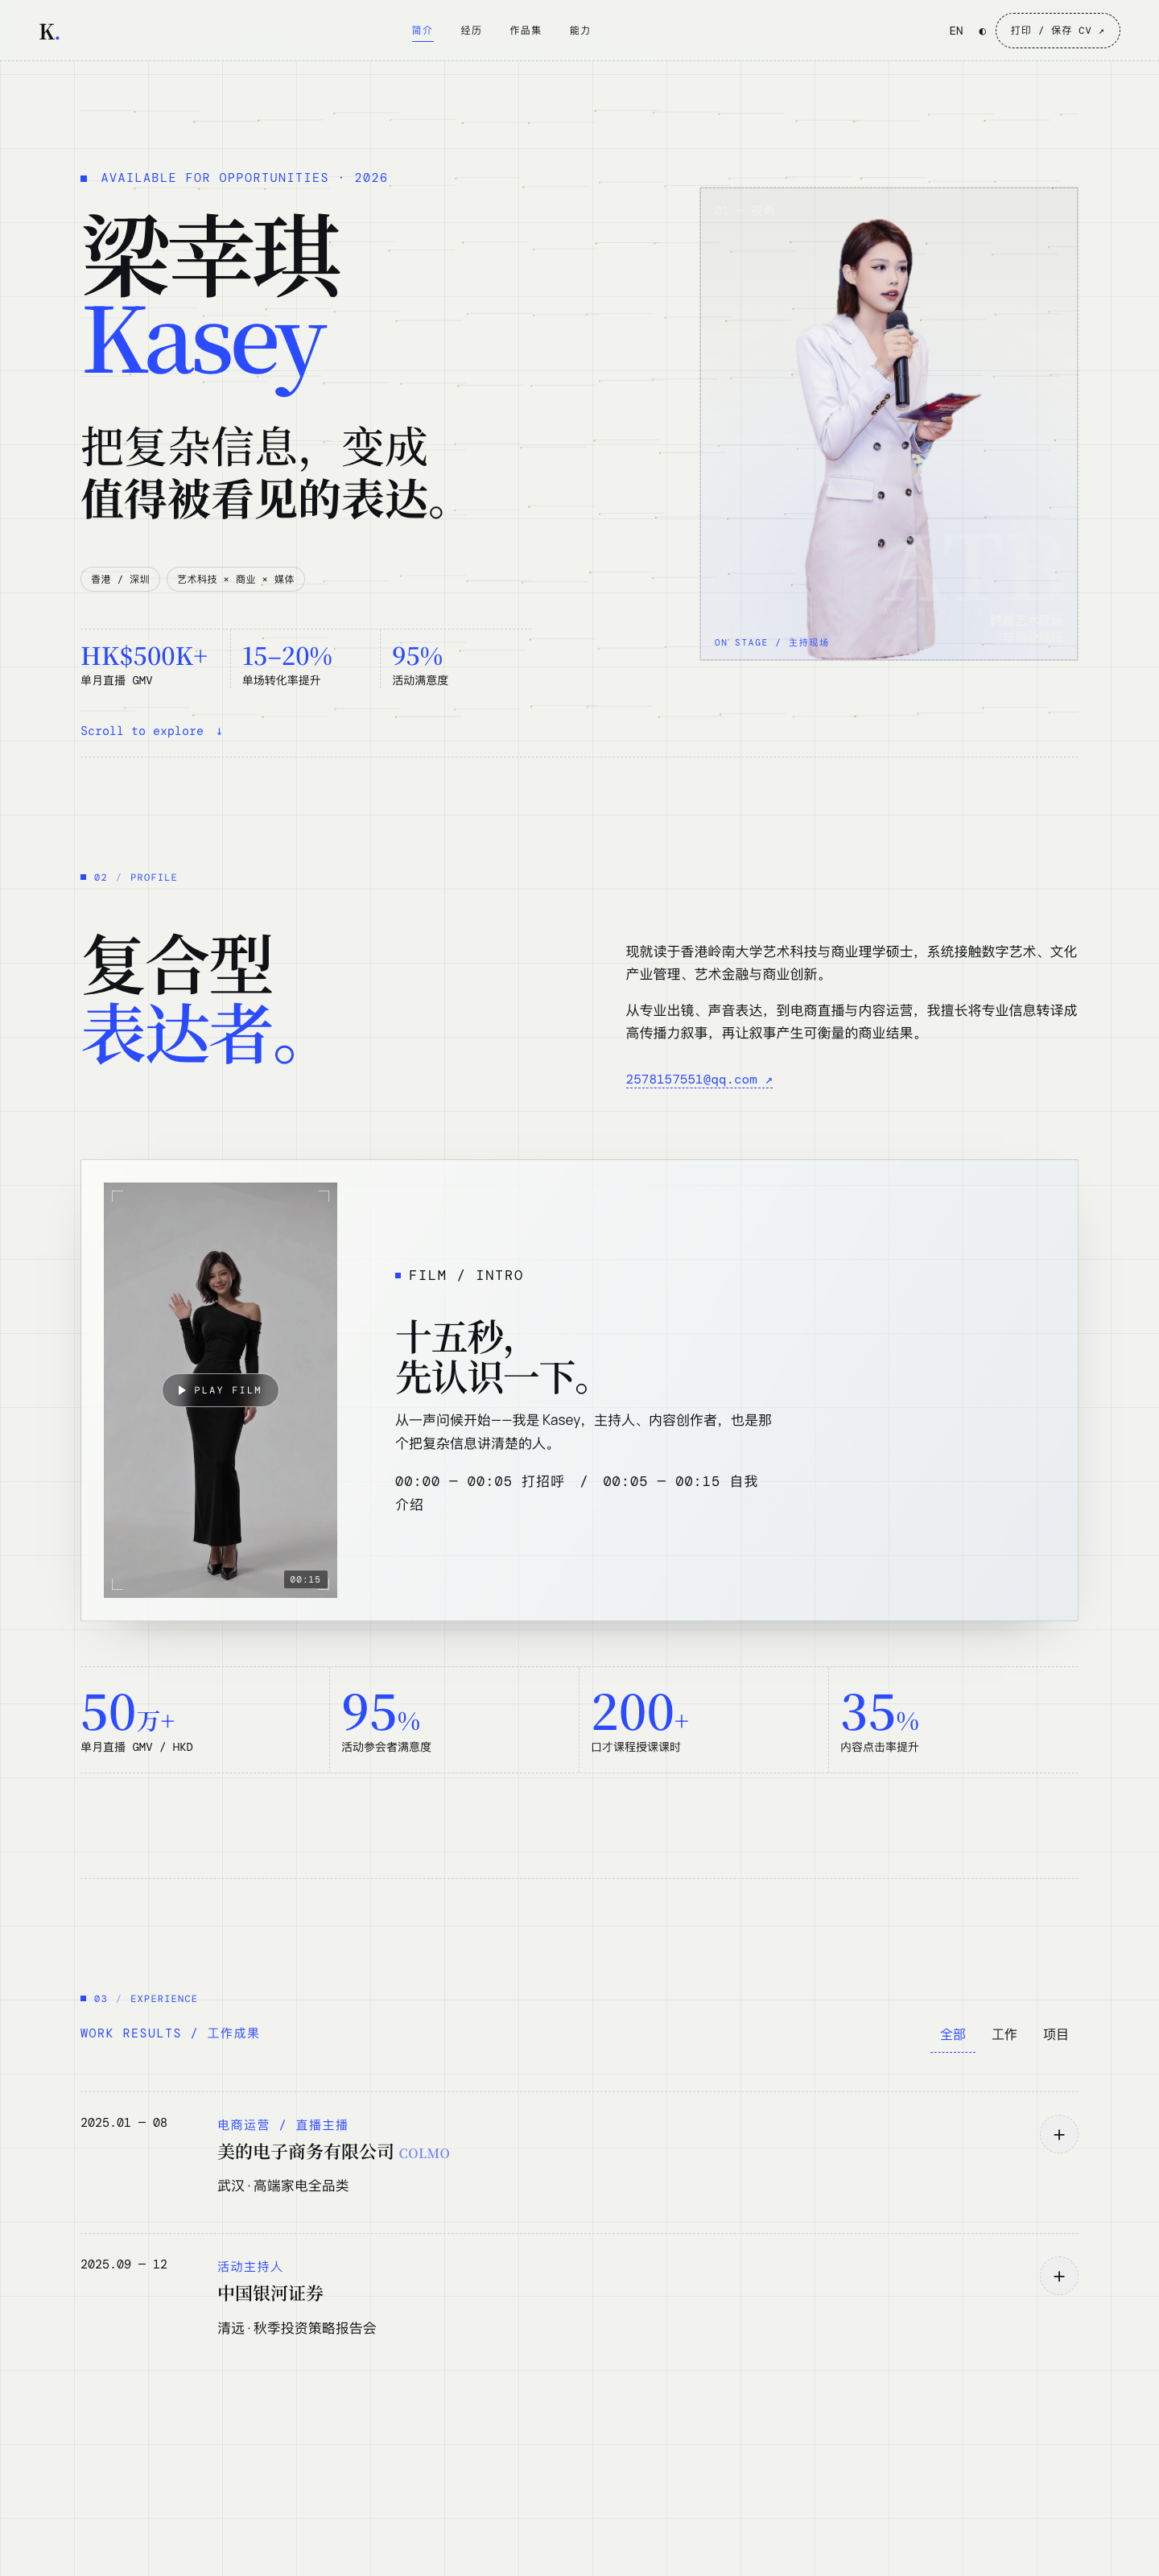 K.
简介 经历 作品集 能力
EN ◐ 打印 / 保存 CV ↗
AVAILABLE FOR OPPORTUNITIES · 2026
梁幸琪
Kasey
把复杂信息，变成
值得被看见的表达。
香港 / 深圳 艺术科技 × 商业 × 媒体
HK$500K+ 15–20% 95%
单月直播 GMV 单场转化率提升 活动满意度
Scroll to explore ↓
ON STAGE / 主持现场
02 / PROFILE
复合型
表达者。
现就读于香港岭南大学艺术科技与商业理学硕士，系统接触数字艺术、文化
产业管理、艺术金融与商业创新。
从专业出镜、声音表达，到电商直播与内容运营，我擅长将专业信息转译成
高传播力叙事，再让叙事产生可衡量的商业结果。
2578157551@qq.com ↗
PLAY FILM
00:15
FILM / INTRO
十五秒，
先认识一下。
从一声问候开始——我是 Kasey，主持人、内容创作者，也是那
个把复杂信息讲清楚的人。
00:00 — 00:05 打招呼 / 00:05 — 00:15 自我
介绍
50万+ 95% 200+ 35%
单月直播 GMV / HKD 活动参会者满意度 口才课程授课课时 内容点击率提升
03 / EXPERIENCE
WORK RESULTS / 工作成果
全部 工作 项目
2025.01 — 08
电商运营 / 直播主播
美的电子商务有限公司 COLMO
武汉 · 高端家电全品类
+
2025.09 — 12
活动主持人
中国银河证券
清远 · 秋季投资策略报告会
+